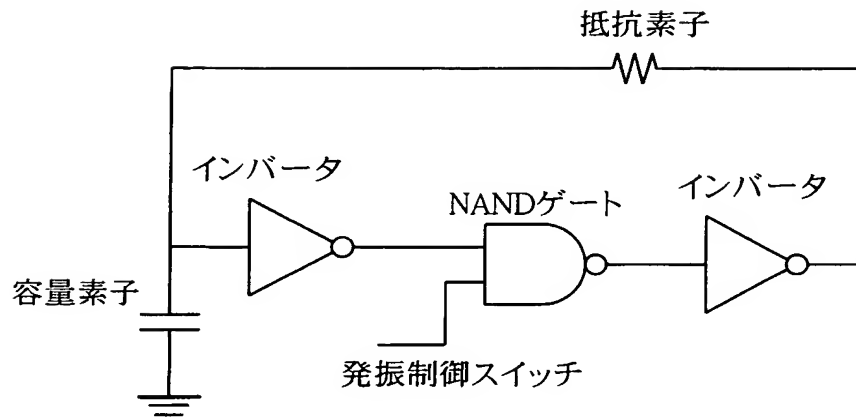 抵抗素子
インバータ
NANDゲート
インバータ
容量素子
発振制御スイッチ